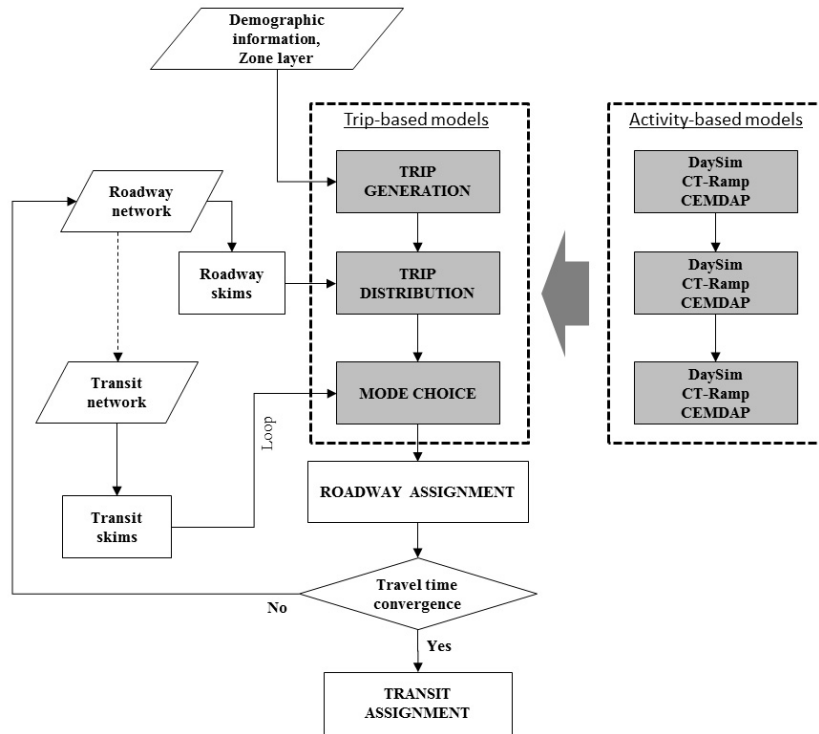 Demographic
information,
Zone layer
Trip-based models
Activity-based models
TRIP
GENERATION
DaySim
CT-Ramp
CEMDAP
Roadway
network
Roadway
skims
TRIP
DISTRIBUTION
DaySim
CT-Ramp
CEMDAP
Transit
network
MODE CHOICE
DaySim
CT-Ramp
CEMDAP
Loop
Transit
skims
ROADWAY ASSIGNMENT
Travel time
convergence
No
Yes
TRANSIT
ASSIGNMENT